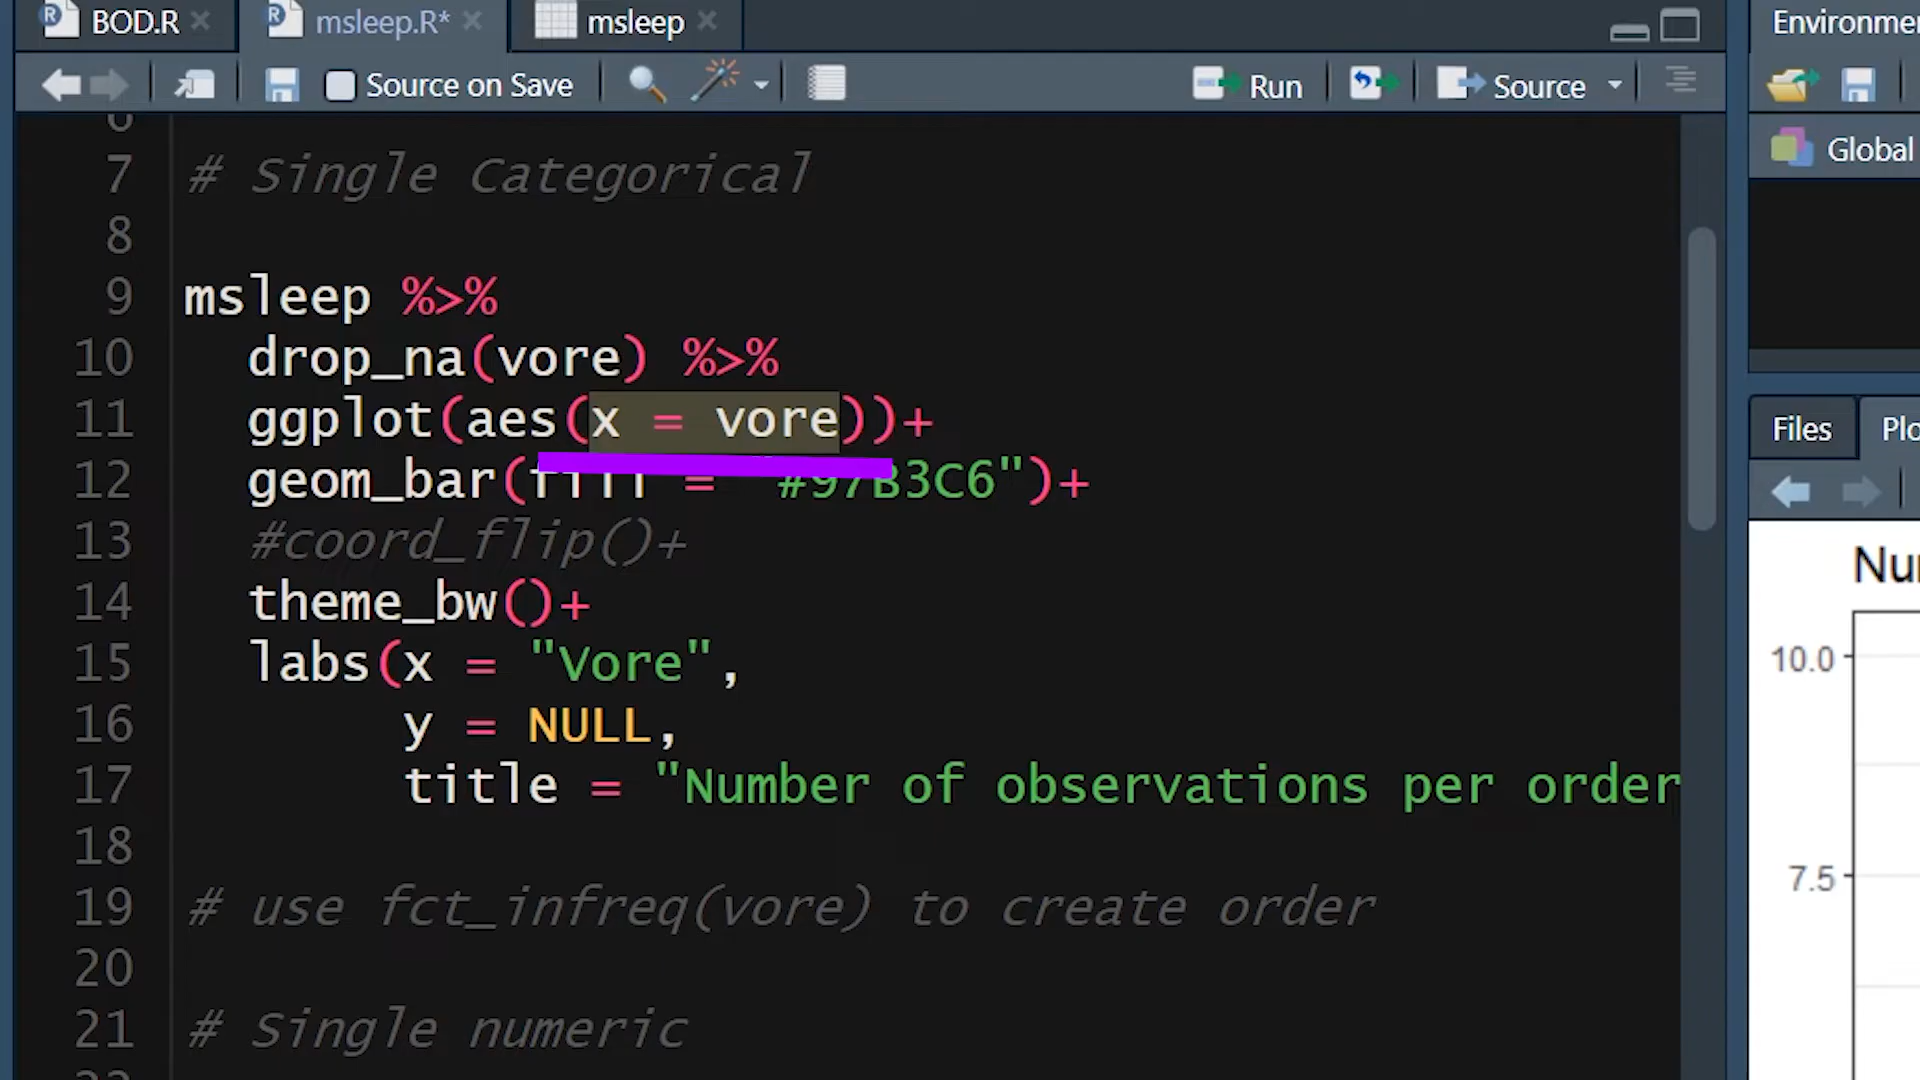 BOD.R
msleep.R*
msleep
Environme
Source on Save
Run
Source
Global
6
7 # Single Categorical
8
9 msleep %>%
10 drop_na(vore) %>%
11 ggplot(aes(x = vore))+
12 geom_bar(fill = "#97B3C6")+
13 #coord_flip()+
14 theme_bw()+
15 labs(x = "Vore",
16 y = NULL,
17 title = "Number of observations per order
18
19 # use fct_infreq(vore) to create order
20
21 # Single numeric
Files
Plo
Nu
10.0
7.5